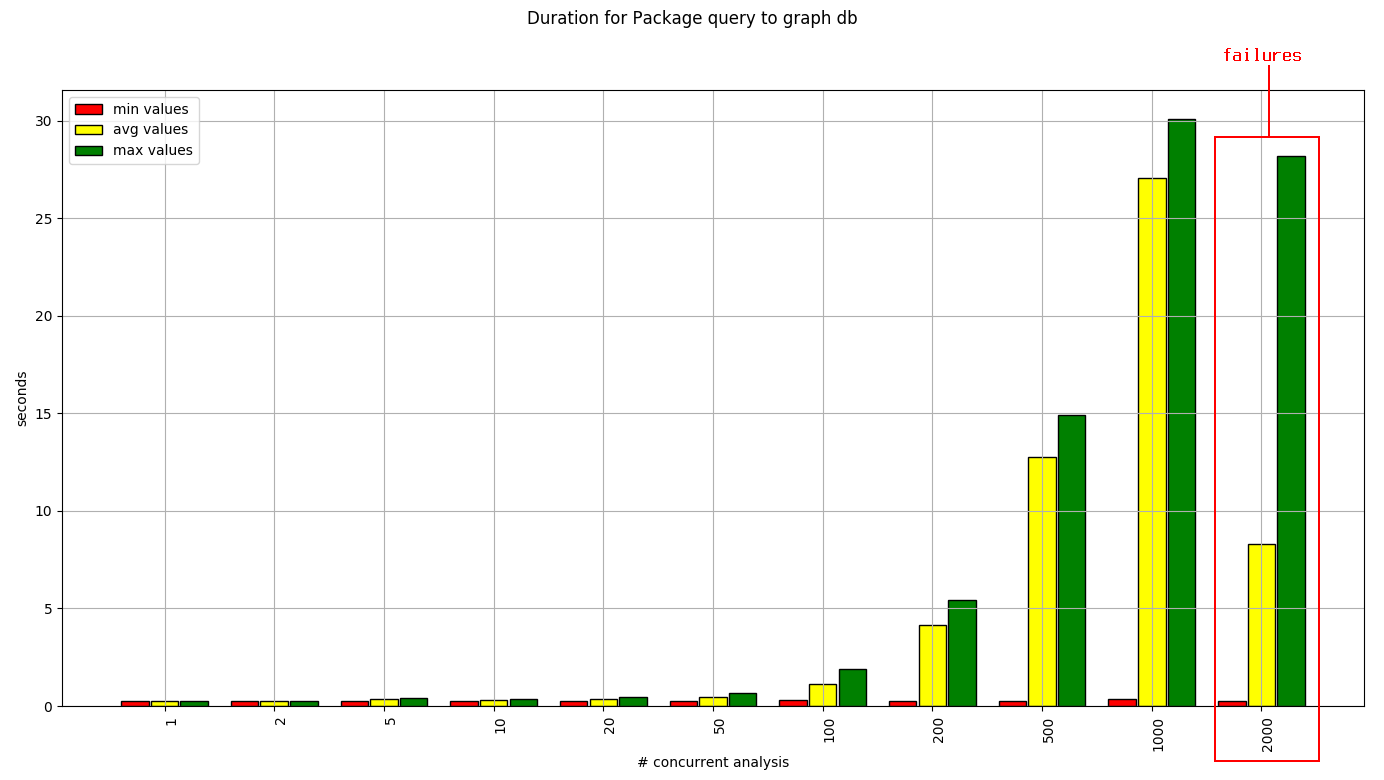 Duration for Package query to graph db
failures
min values
avg values
max values
30
25
20
15
10
5
0
seconds
1
2
5
10
20
50
100
200
500
1000
2000
# concurrent analysis